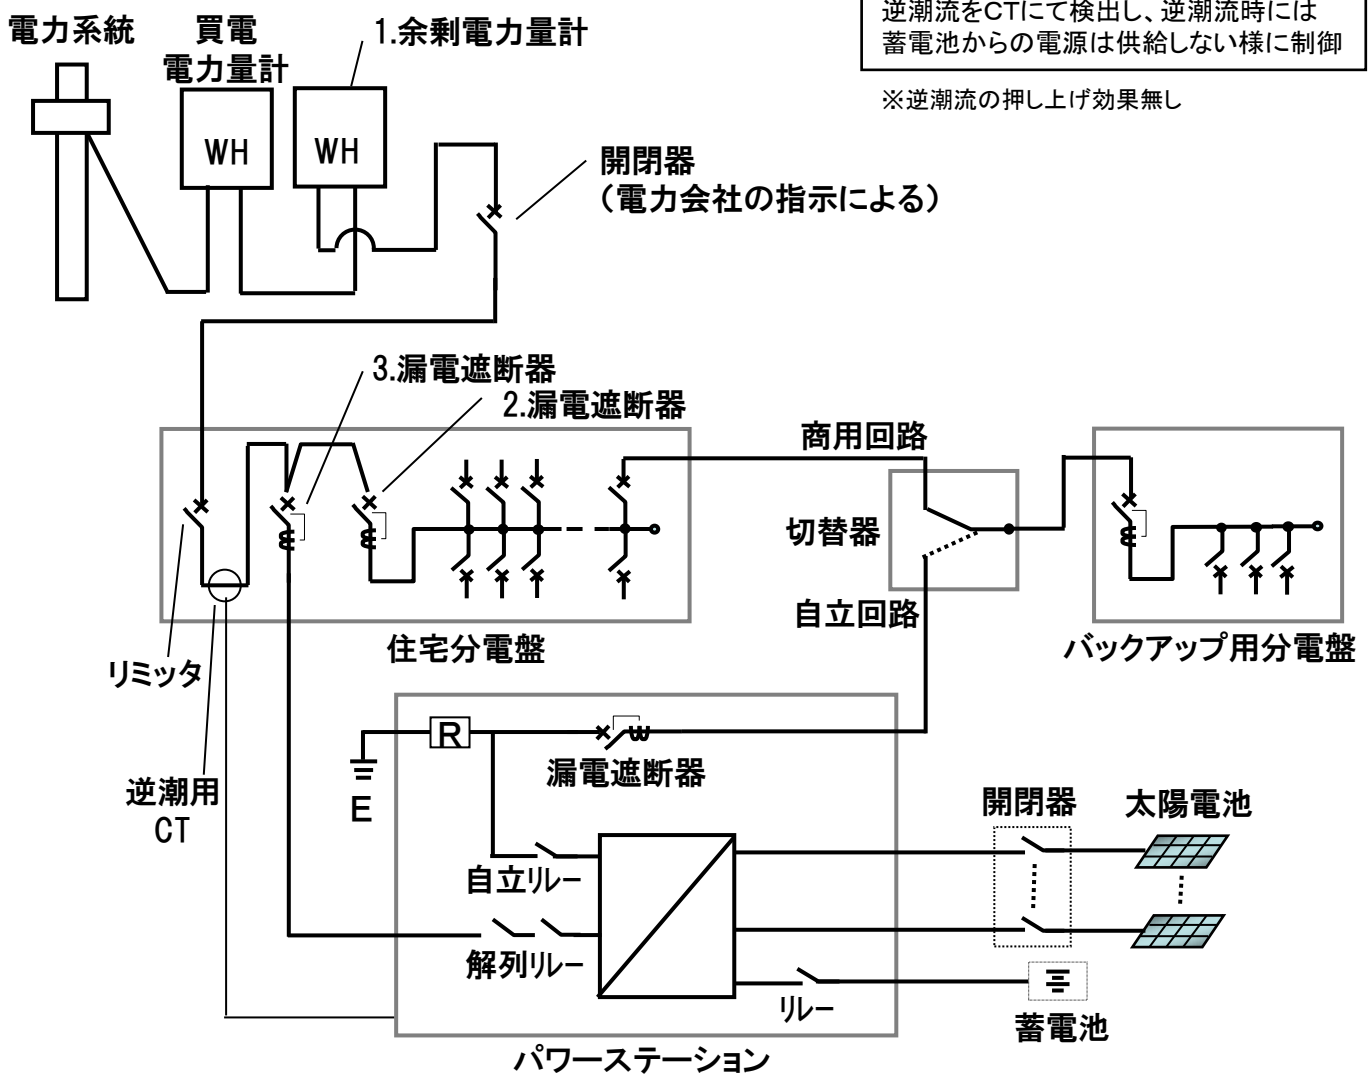 逆潮流をCTにて検出し、逆潮流時には
蓄電池からの電源は供給しない様に制御
※逆潮流の押し上げ効果無し
電力系統
買電
電力量計
1.余剰電力量計
WH
WH
開閉器
（電力会社の指示による）
3.漏電遮断器
2.漏電遮断器
商用回路
切替器
自立回路
住宅分電盤
バックアップ用分電盤
リミッタ
R
漏電遮断器
E
逆潮用
CT
開閉器
太陽電池
自立リレー
解列リレー
リレー
蓄電池
パワーステーション